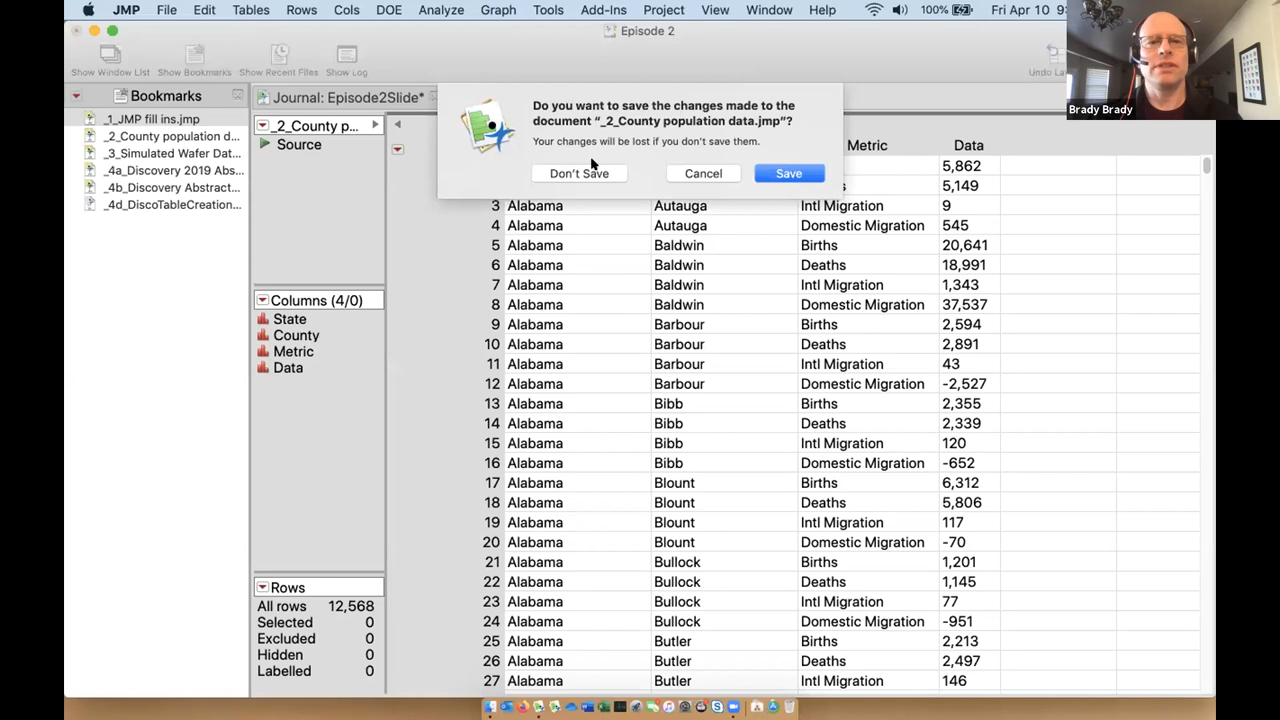 JMP File Edit Tables Rows Cols DOE Analyze Graph Tools Add-Ins Project View Window Help 100% Fri Apr 10 9:
Episode 2
Show Window List Show Bookmarks Show Recent Files Show Log Undo La
Bookmarks
_1_JMP fill ins.jmp
_2_County population d...
_3_Simulated Wafer Dat...
_4a_Discovery 2019 Abs...
_4b_Discovery Abstract...
_4d_DiscoTableCreation...
Journal: Episode2Slide*
_2_County p...
Source
Columns (4/0)
State
County
Metric
Data
Rows
All rows 12,568
Selected 0
Excluded 0
Hidden 0
Labelled 0
Do you want to save the changes made to the
document “_2_County population data.jmp”?
Your changes will be lost if you don't save them.
Don't Save Cancel Save
Metric Data
5,862
s 5,149
3 Alabama Autauga Intl Migration 9
4 Alabama Autauga Domestic Migration 545
5 Alabama Baldwin Births 20,641
6 Alabama Baldwin Deaths 18,991
7 Alabama Baldwin Intl Migration 1,343
8 Alabama Baldwin Domestic Migration 37,537
9 Alabama Barbour Births 2,594
10 Alabama Barbour Deaths 2,891
11 Alabama Barbour Intl Migration 43
12 Alabama Barbour Domestic Migration -2,527
13 Alabama Bibb Births 2,355
14 Alabama Bibb Deaths 2,339
15 Alabama Bibb Intl Migration 120
16 Alabama Bibb Domestic Migration -652
17 Alabama Blount Births 6,312
18 Alabama Blount Deaths 5,806
19 Alabama Blount Intl Migration 117
20 Alabama Blount Domestic Migration -70
21 Alabama Bullock Births 1,201
22 Alabama Bullock Deaths 1,145
23 Alabama Bullock Intl Migration 77
24 Alabama Bullock Domestic Migration -951
25 Alabama Butler Births 2,213
26 Alabama Butler Deaths 2,497
27 Alabama Butler Intl Migration 146
Brady Brady